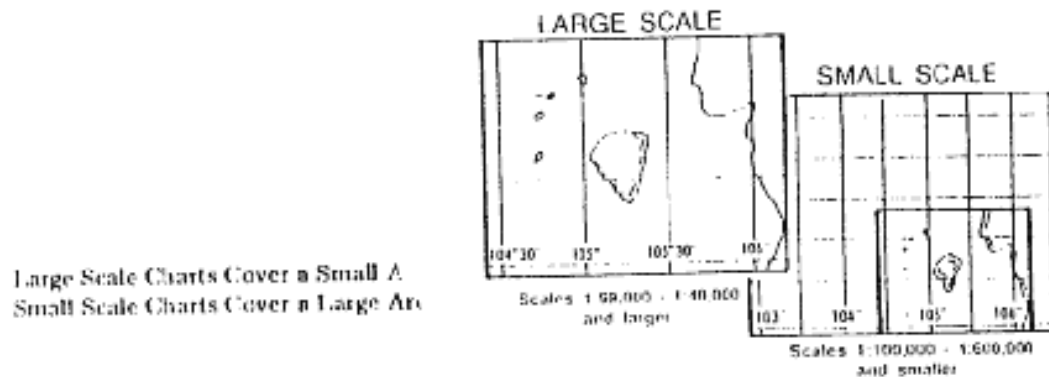 LARGE SCALE
SMALL SCALE
104°30' 105° 105°30' 106°
Scales 1:99,000 - 1:40,000
and larger
Large Scale Charts Cover a Small A
Small Scale Charts Cover a Large Are
103° 104° 105° 106°
Scales 1:100,000 - 1:600,000
and smaller